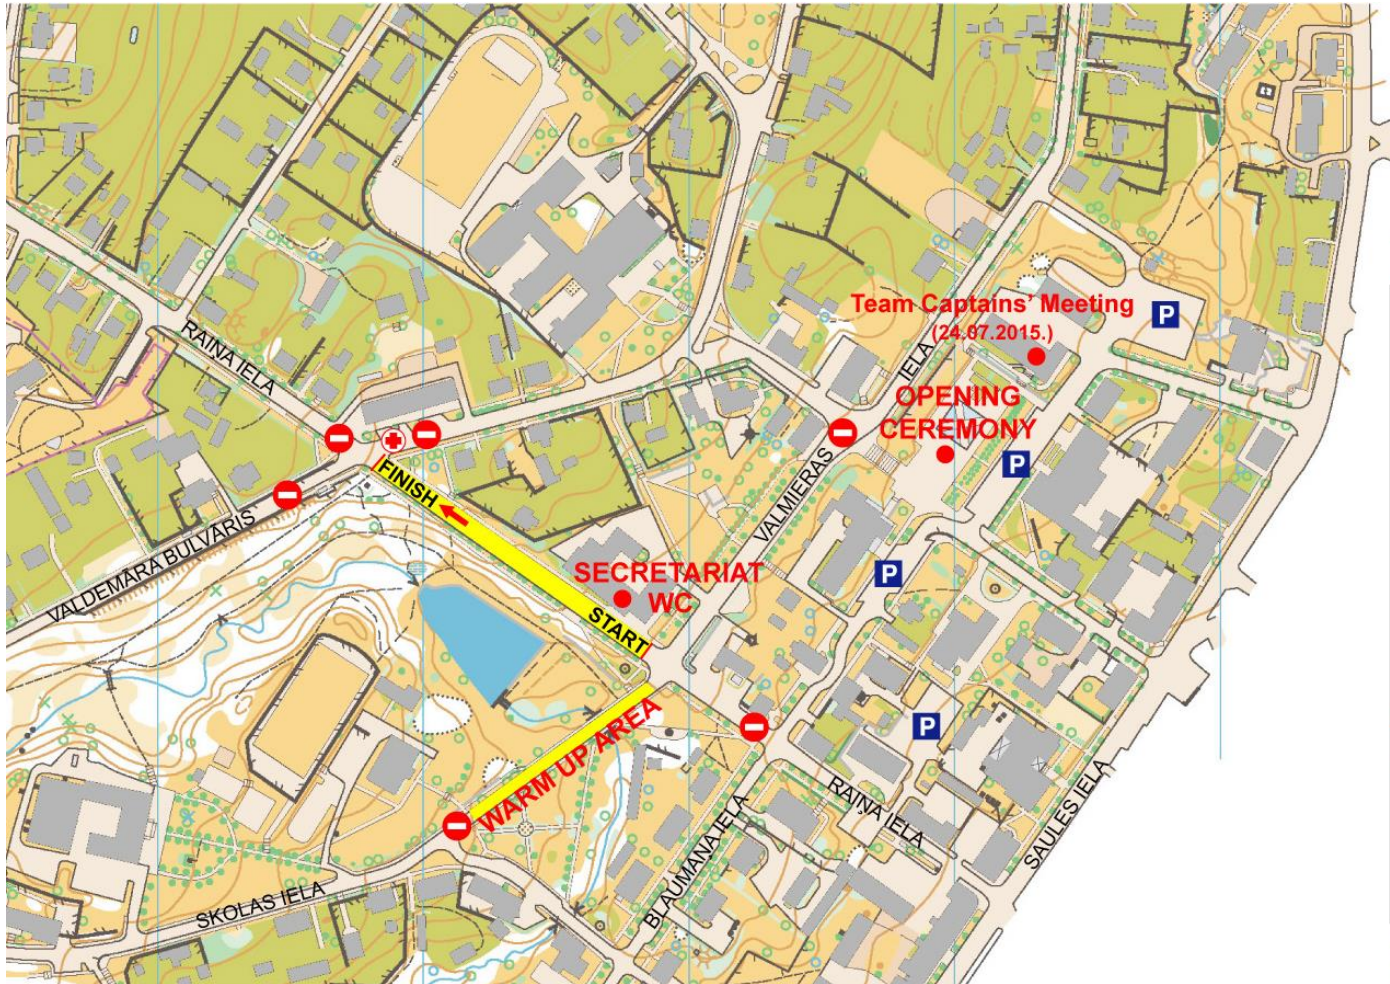 Team Captains' Meeting
(24.07.2015.)
P
RAIŅA IELA
IELA
OPENING
CEREMONY
VALMIERAS
P
FINISH
VALDEMĀRA BULVĀRIS
SECRETARIAT
WC
P
START
WARM UP AREA
P
RAIŅA IELA
SAULES IELA
BLAUMAŅA IELA
SKOLAS IELA